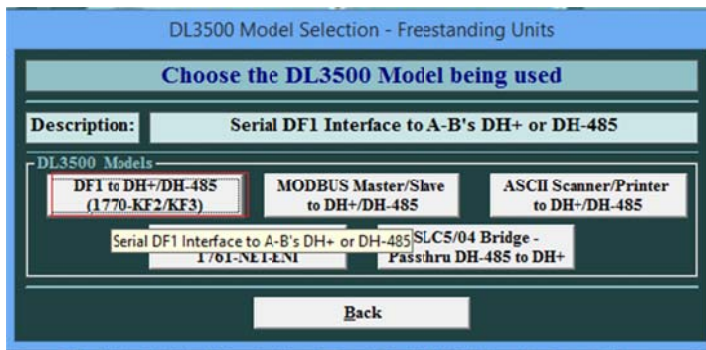 DL3500 Model Selection - Freestanding Units
Choose the DL3500 Model being used
Description:
Serial DF1 Interface to A-B's DH+ or DH-485
DL3500 Models
DF1 to DH+/DH-485
(1770-KF2/KF3)
MODBUS Master/Slave
to DH+/DH-485
ASCII Scanner/Printer
to DH+/DH-485
Serial DF1 Interface to A-B's DH+ or DH-485
1761-NET-ENI
SLC5/04 Bridge -
Passthru DH-485 to DH+
Back